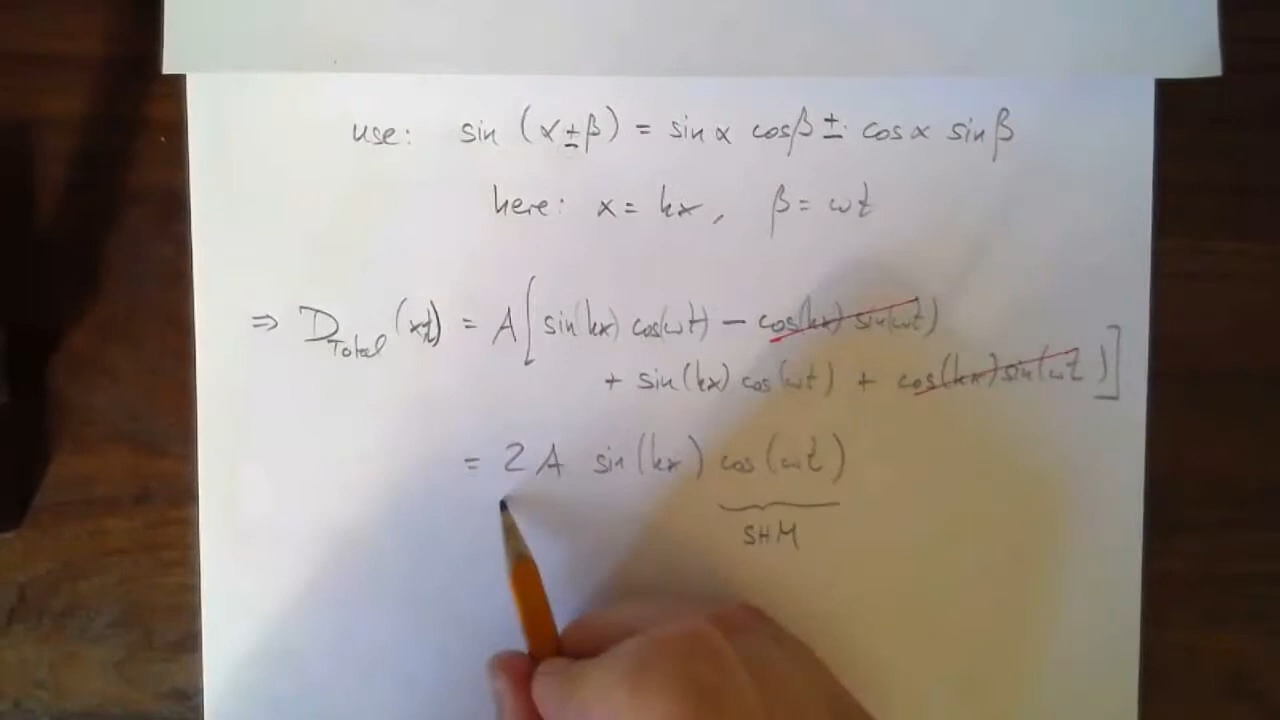 use: sin (α ± β) = sin α cos β ± cos α sin β
here: α = kx, β = ωt
⇒ D_Total (x,t) = A [ sin(kx) cos(ωt) − cos(kx) sin(ωt)
+ sin(kx) cos(ωt) + cos(kx) sin(ωt) ]
= 2 A sin(kx) cos(ωt)
SHM